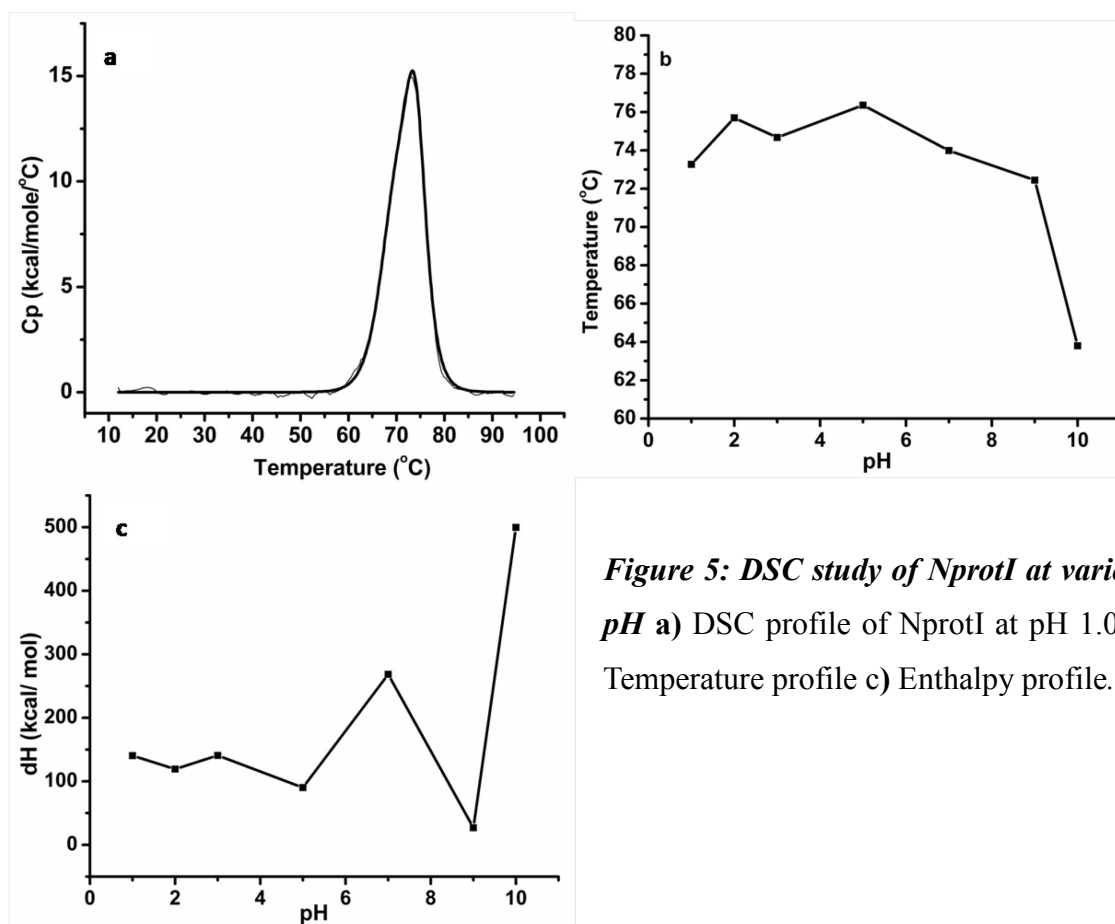 a
15
10
5
0
Cp (kcal/mole/°C)
10 20 30 40 50 60 70 80 90 100
Temperature (°C)
b
80
78
76
74
72
70
68
66
64
62
60
Temperature (°C)
0 2 4 6 8 10
pH
c
500
400
300
200
100
0
dH (kcal/ mol)
0 2 4 6 8 10
pH
Figure 5: DSC study of NprotI at vari
pH a) DSC profile of NprotI at pH 1.0
Temperature profile c) Enthalpy profile.